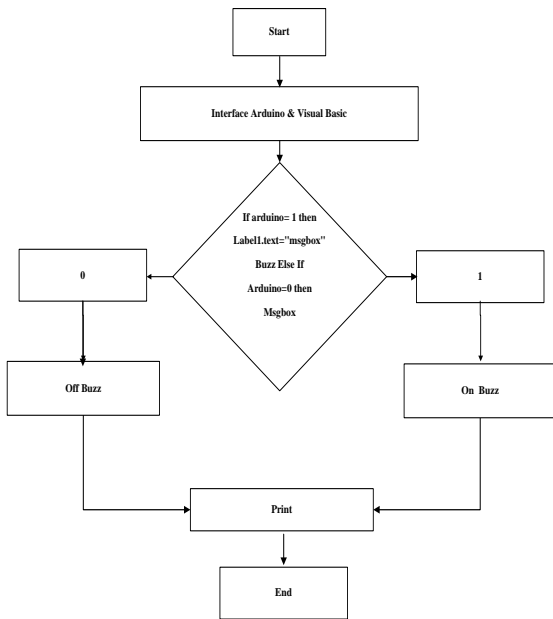 Start
Interface Arduino & Visual Basic
If arduino= 1 then
Label1.text="msgbox"
Buzz Else If
Arduino=0 then
Msgbox
0
1
Off Buzz
On Buzz
Print
End